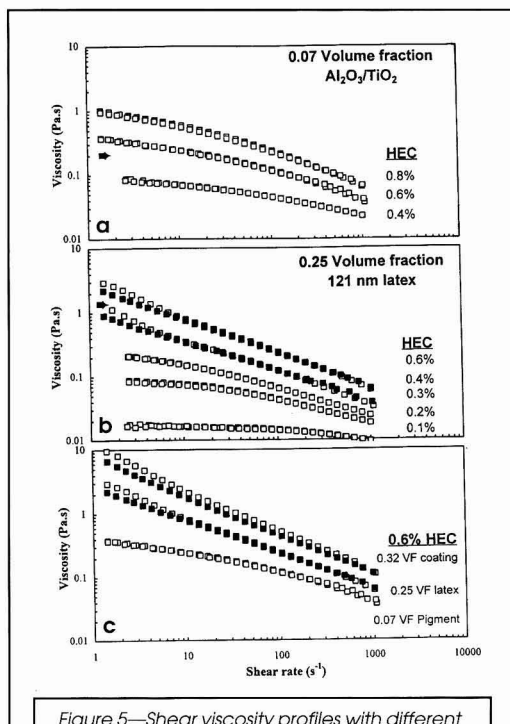 10
0.07 Volume fraction
Al₂O₃/TiO₂
1
Viscosity (Pa.s)
HEC
0.8%
0.1
0.6%
0.4%
a
0.01
10
0.25 Volume fraction
121 nm latex
1
Viscosity (Pa.s)
HEC
0.6%
0.4%
0.1
0.3%
0.2%
b
0.1%
0.01
10
1
Viscosity (Pa.s)
0.6% HEC
0.32 VF coating
0.1
0.25 VF latex
0.07 VF Pigment
c
0.01
1
10
100
1000
10000
Shear rate (s⁻¹)
Figure 5—Shear viscosity profiles with different